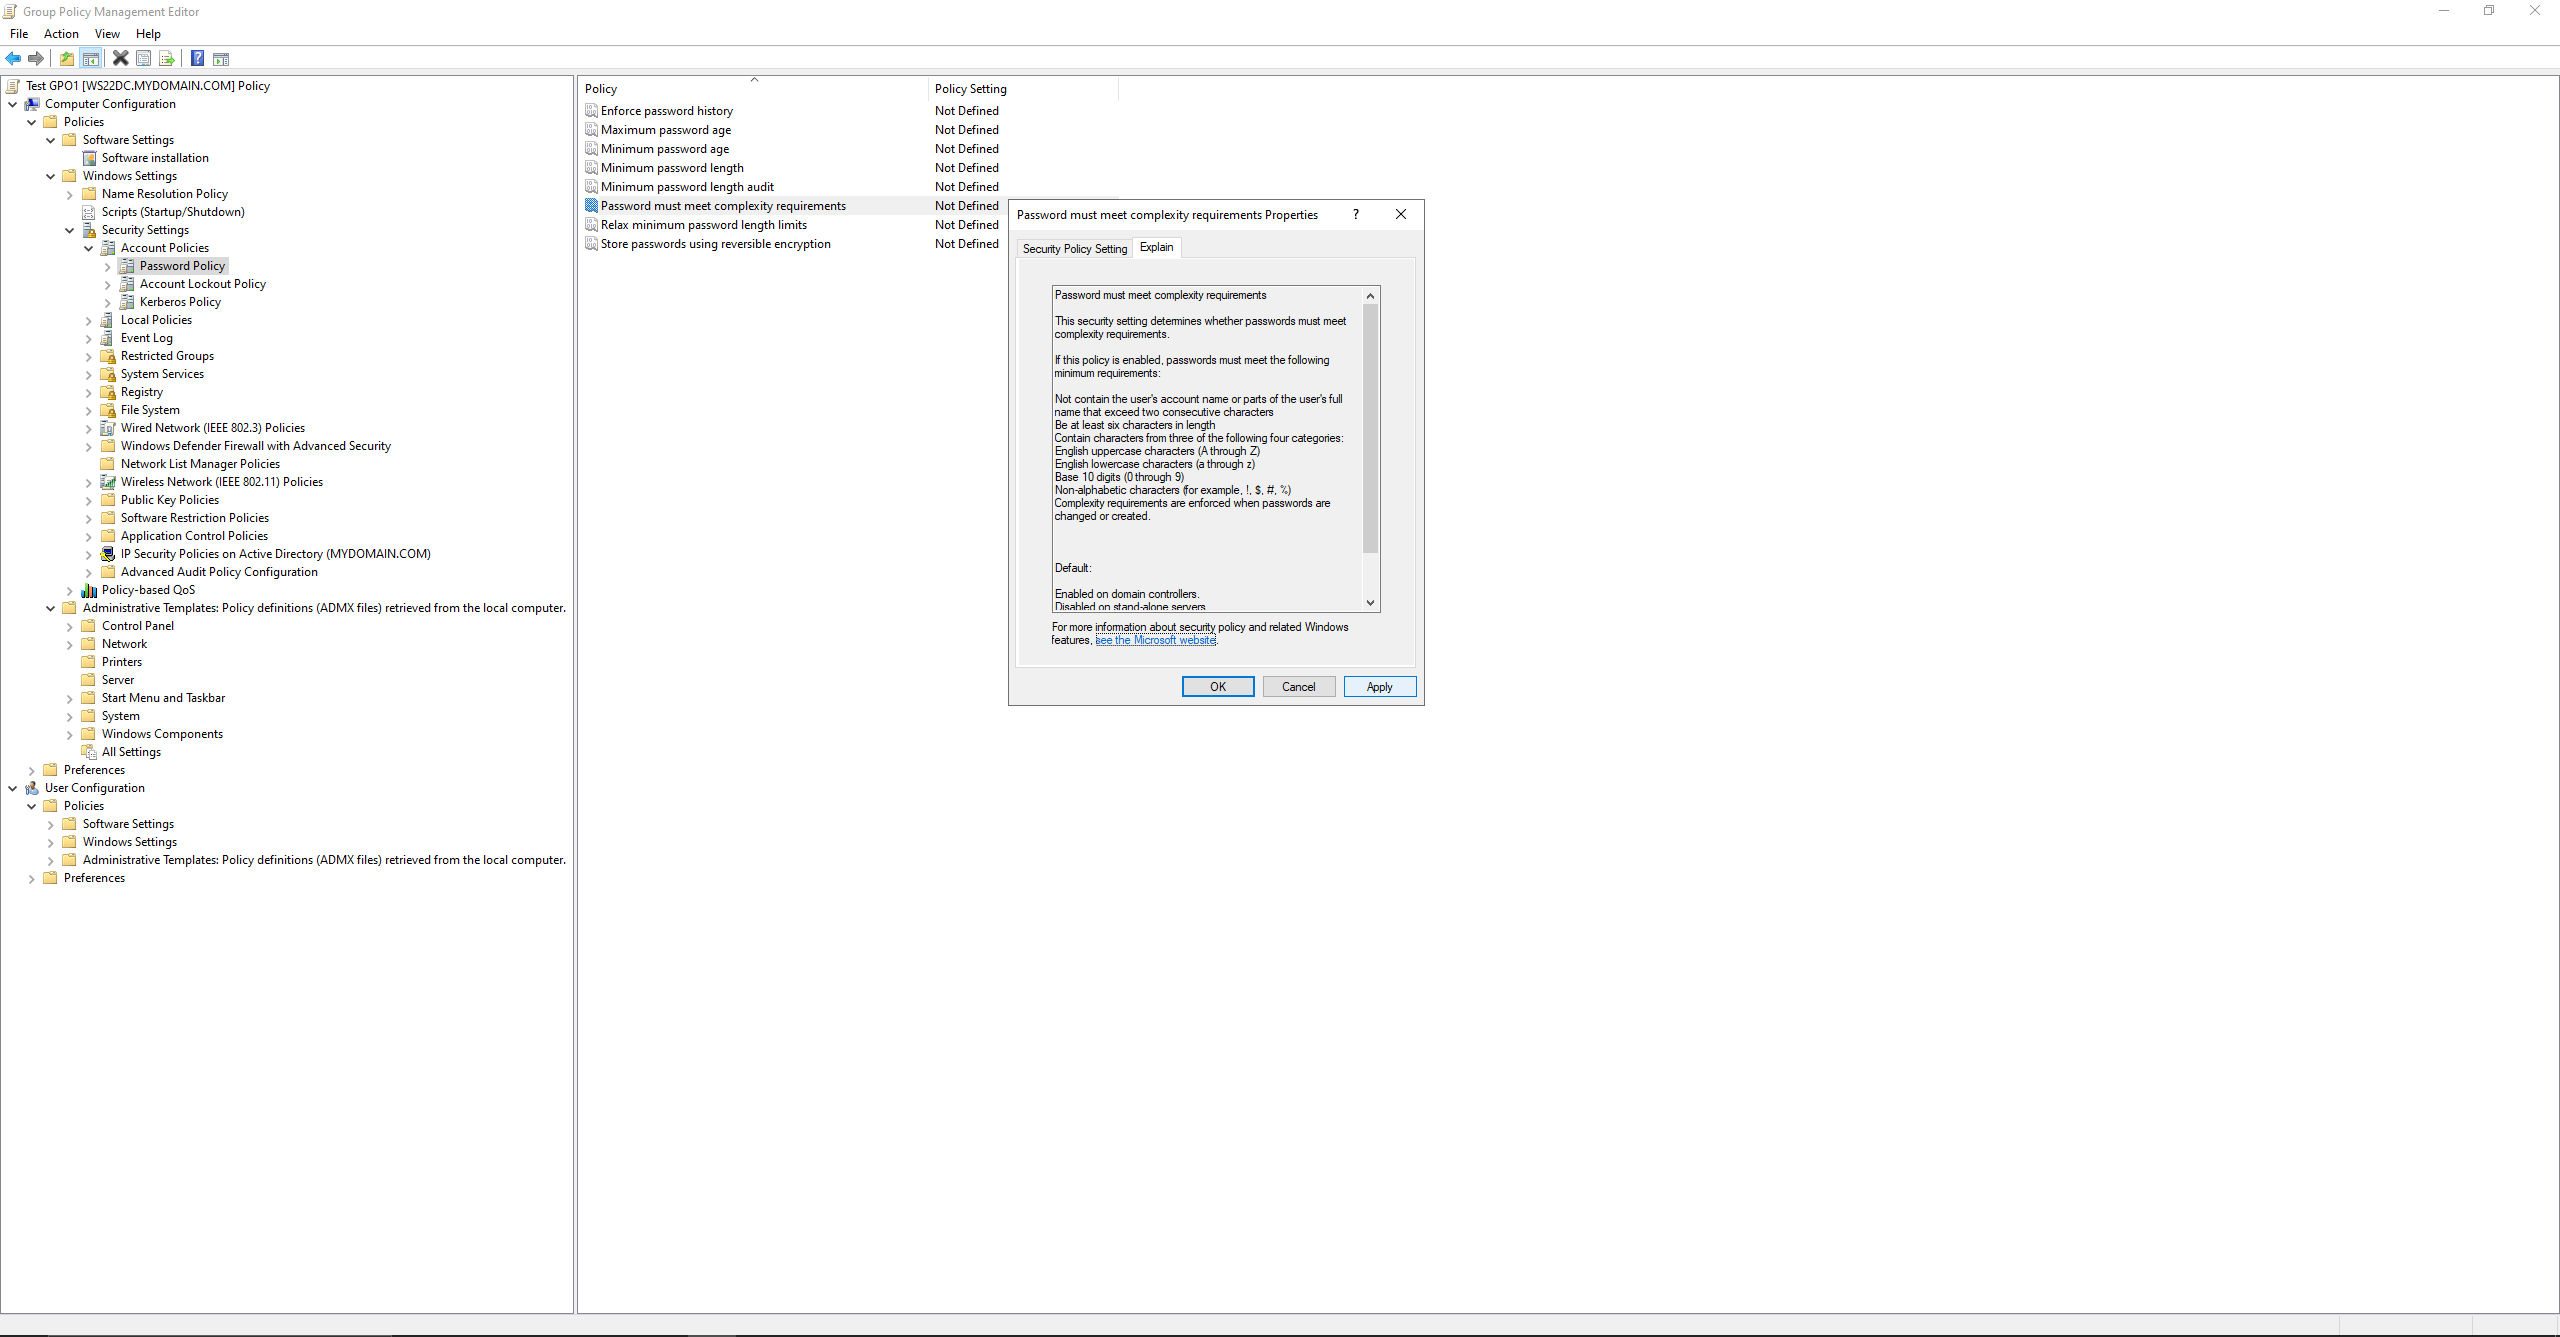 Group Policy Management Editor
File Action View Help
Test GPO1 [WS22DC.MYDOMAIN.COM] Policy
Computer Configuration
Policies
Software Settings
Software installation
Windows Settings
Name Resolution Policy
Scripts (Startup/Shutdown)
Security Settings
Account Policies
Password Policy
Account Lockout Policy
Kerberos Policy
Local Policies
Event Log
Restricted Groups
System Services
Registry
File System
Wired Network (IEEE 802.3) Policies
Windows Defender Firewall with Advanced Security
Network List Manager Policies
Wireless Network (IEEE 802.11) Policies
Public Key Policies
Software Restriction Policies
Application Control Policies
IP Security Policies on Active Directory (MYDOMAIN.COM)
Advanced Audit Policy Configuration
Policy-based QoS
Administrative Templates: Policy definitions (ADMX files) retrieved from the local computer.
Control Panel
Network
Printers
Server
Start Menu and Taskbar
System
Windows Components
All Settings
Preferences
User Configuration
Policies
Software Settings
Windows Settings
Administrative Templates: Policy definitions (ADMX files) retrieved from the local computer.
Preferences
Policy Policy Setting
Enforce password history Not Defined
Maximum password age Not Defined
Minimum password age Not Defined
Minimum password length Not Defined
Minimum password length audit Not Defined
Password must meet complexity requirements Not Defined
Relax minimum password length limits Not Defined
Store passwords using reversible encryption Not Defined
Password must meet complexity requirements Properties ?
Security Policy Setting Explain
Password must meet complexity requirements
This security setting determines whether passwords must meet
complexity requirements.
If this policy is enabled, passwords must meet the following
minimum requirements:
Not contain the user's account name or parts of the user's full
name that exceed two consecutive characters
Be at least six characters in length
Contain characters from three of the following four categories:
English uppercase characters (A through Z)
English lowercase characters (a through z)
Base 10 digits (0 through 9)
Non-alphabetic characters (for example, !, $, #, %)
Complexity requirements are enforced when passwords are
changed or created.
Default:
Enabled on domain controllers.
Disabled on stand-alone servers
For more information about security policy and related Windows
features, see the Microsoft website.
OK Cancel Apply